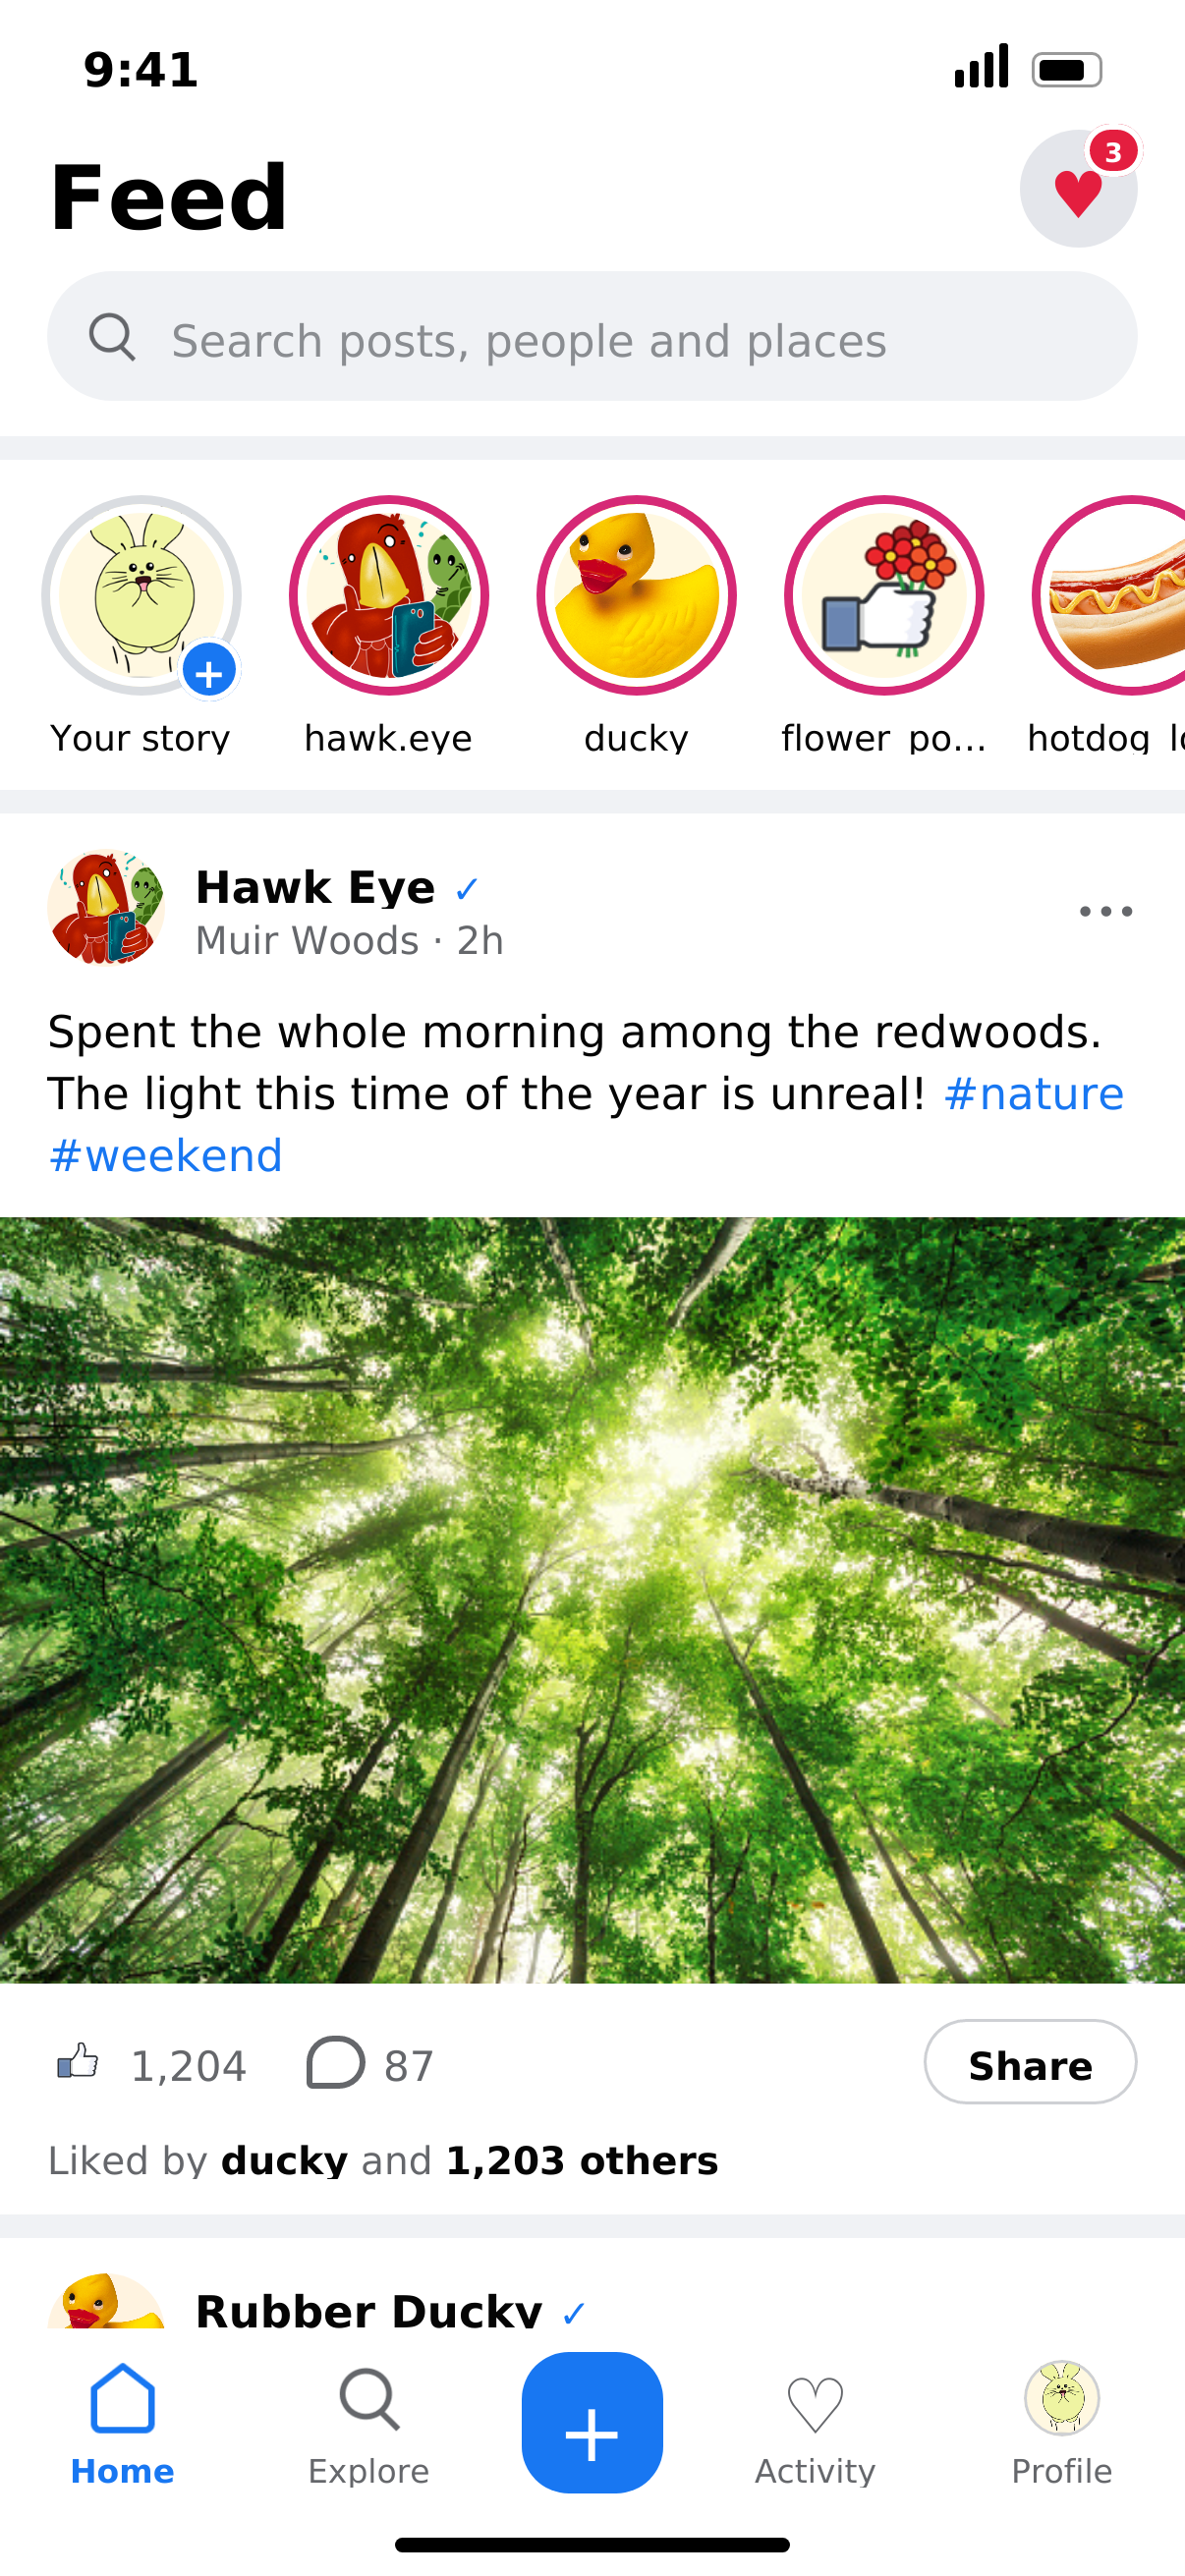 9:41
Feed
3
Search posts, people and places
Your story
hawk.eye
ducky
flower_po...
hotdog_l
Hawk Eye ✓
Muir Woods · 2h
Spent the whole morning among the redwoods.
The light this time of the year is unreal! #nature
#weekend
1,204
87
Share
Liked by ducky and 1,203 others
Rubber Ducky ✓
Home
Explore
Activity
Profile